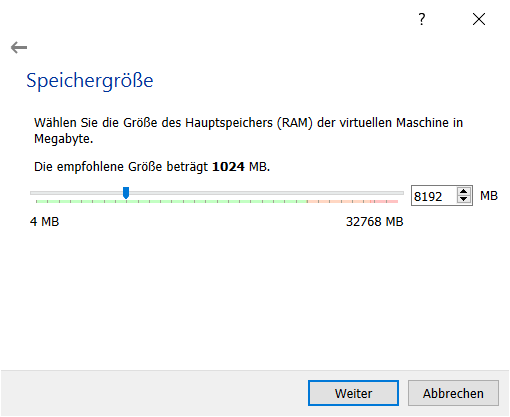 ?
Speichergröße
Wählen Sie die Größe des Hauptspeichers (RAM) der virtuellen Maschine in
Megabyte.
Die empfohlene Größe beträgt 1024 MB.
8192 MB
4 MB 32768 MB
Weiter Abbrechen